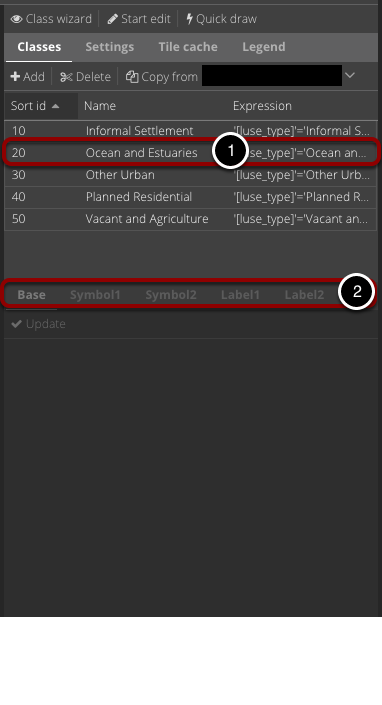 Class wizard Start edit Quick draw
Classes Settings Tile cache Legend
Add Delete Copy from
Sort id Name Expression
10 Informal Settlement '[luse_type]'='Informal S...
20 Ocean and Estuaries 1 luse_type]'='Ocean an...
30 Other Urban '[luse_type]'='Other Urb...
40 Planned Residential '[luse_type]'='Planned R...
50 Vacant and Agriculture '[luse_type]'='Vacant an...
Base Symbol1 Symbol2 Label1 Label2 2
Update